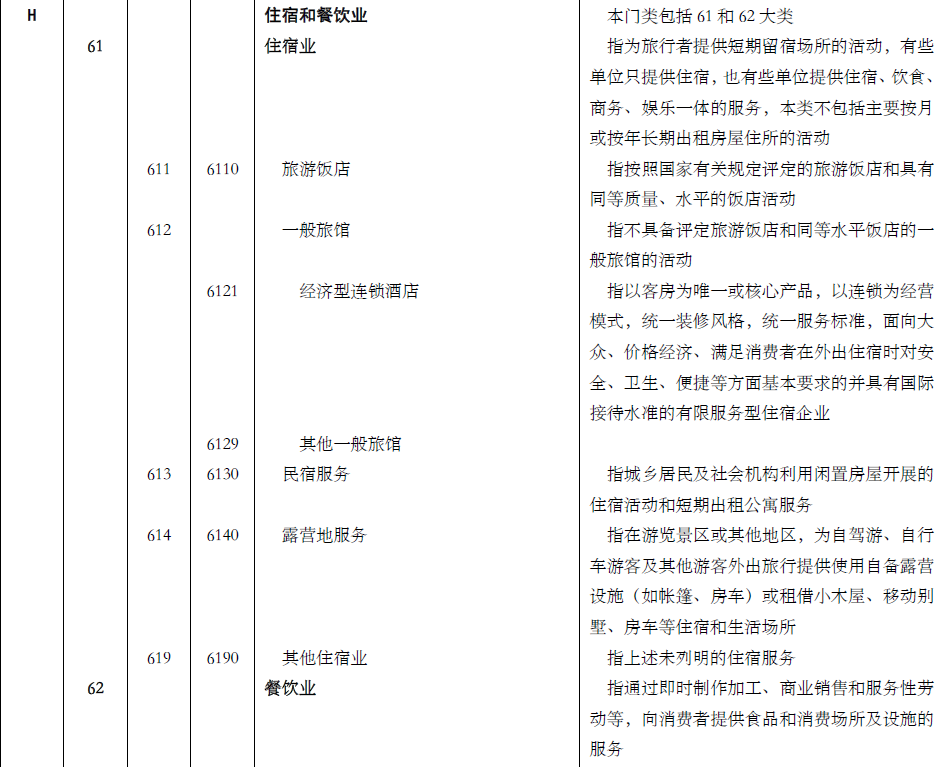 H 住宿和餐饮业 本门类包括 61 和 62 大类
61 住宿业 指为旅行者提供短期留宿场所的活动，有些
单位只提供住宿，也有些单位提供住宿、饮食、
商务、娱乐一体的服务，本类不包括主要按月
或按年长期出租房屋住所的活动
611 6110 旅游饭店 指按照国家有关规定评定的旅游饭店和具有
同等质量、水平的饭店活动
612 一般旅馆 指不具备评定旅游饭店和同等水平饭店的一
般旅馆的活动
6121 经济型连锁酒店 指以客房为唯一或核心产品，以连锁为经营
模式，统一装修风格，统一服务标准，面向大
众、价格经济、满足消费者在外出住宿时对安
全、卫生、便捷等方面基本要求的并具有国际
接待水准的有限服务型住宿企业
6129 其他一般旅馆
613 6130 民宿服务 指城乡居民及社会机构利用闲置房屋开展的
住宿活动和短期出租公寓服务
614 6140 露营地服务 指在游览景区或其他地区，为自驾游、自行
车游客及其他游客外出旅行提供使用自备露营
设施（如帐篷、房车）或租借小木屋、移动别
墅、房车等住宿和生活场所
619 6190 其他住宿业 指上述未列明的住宿服务
62 餐饮业 指通过即时制作加工、商业销售和服务性劳
动等，向消费者提供食品和消费场所及设施的
服务